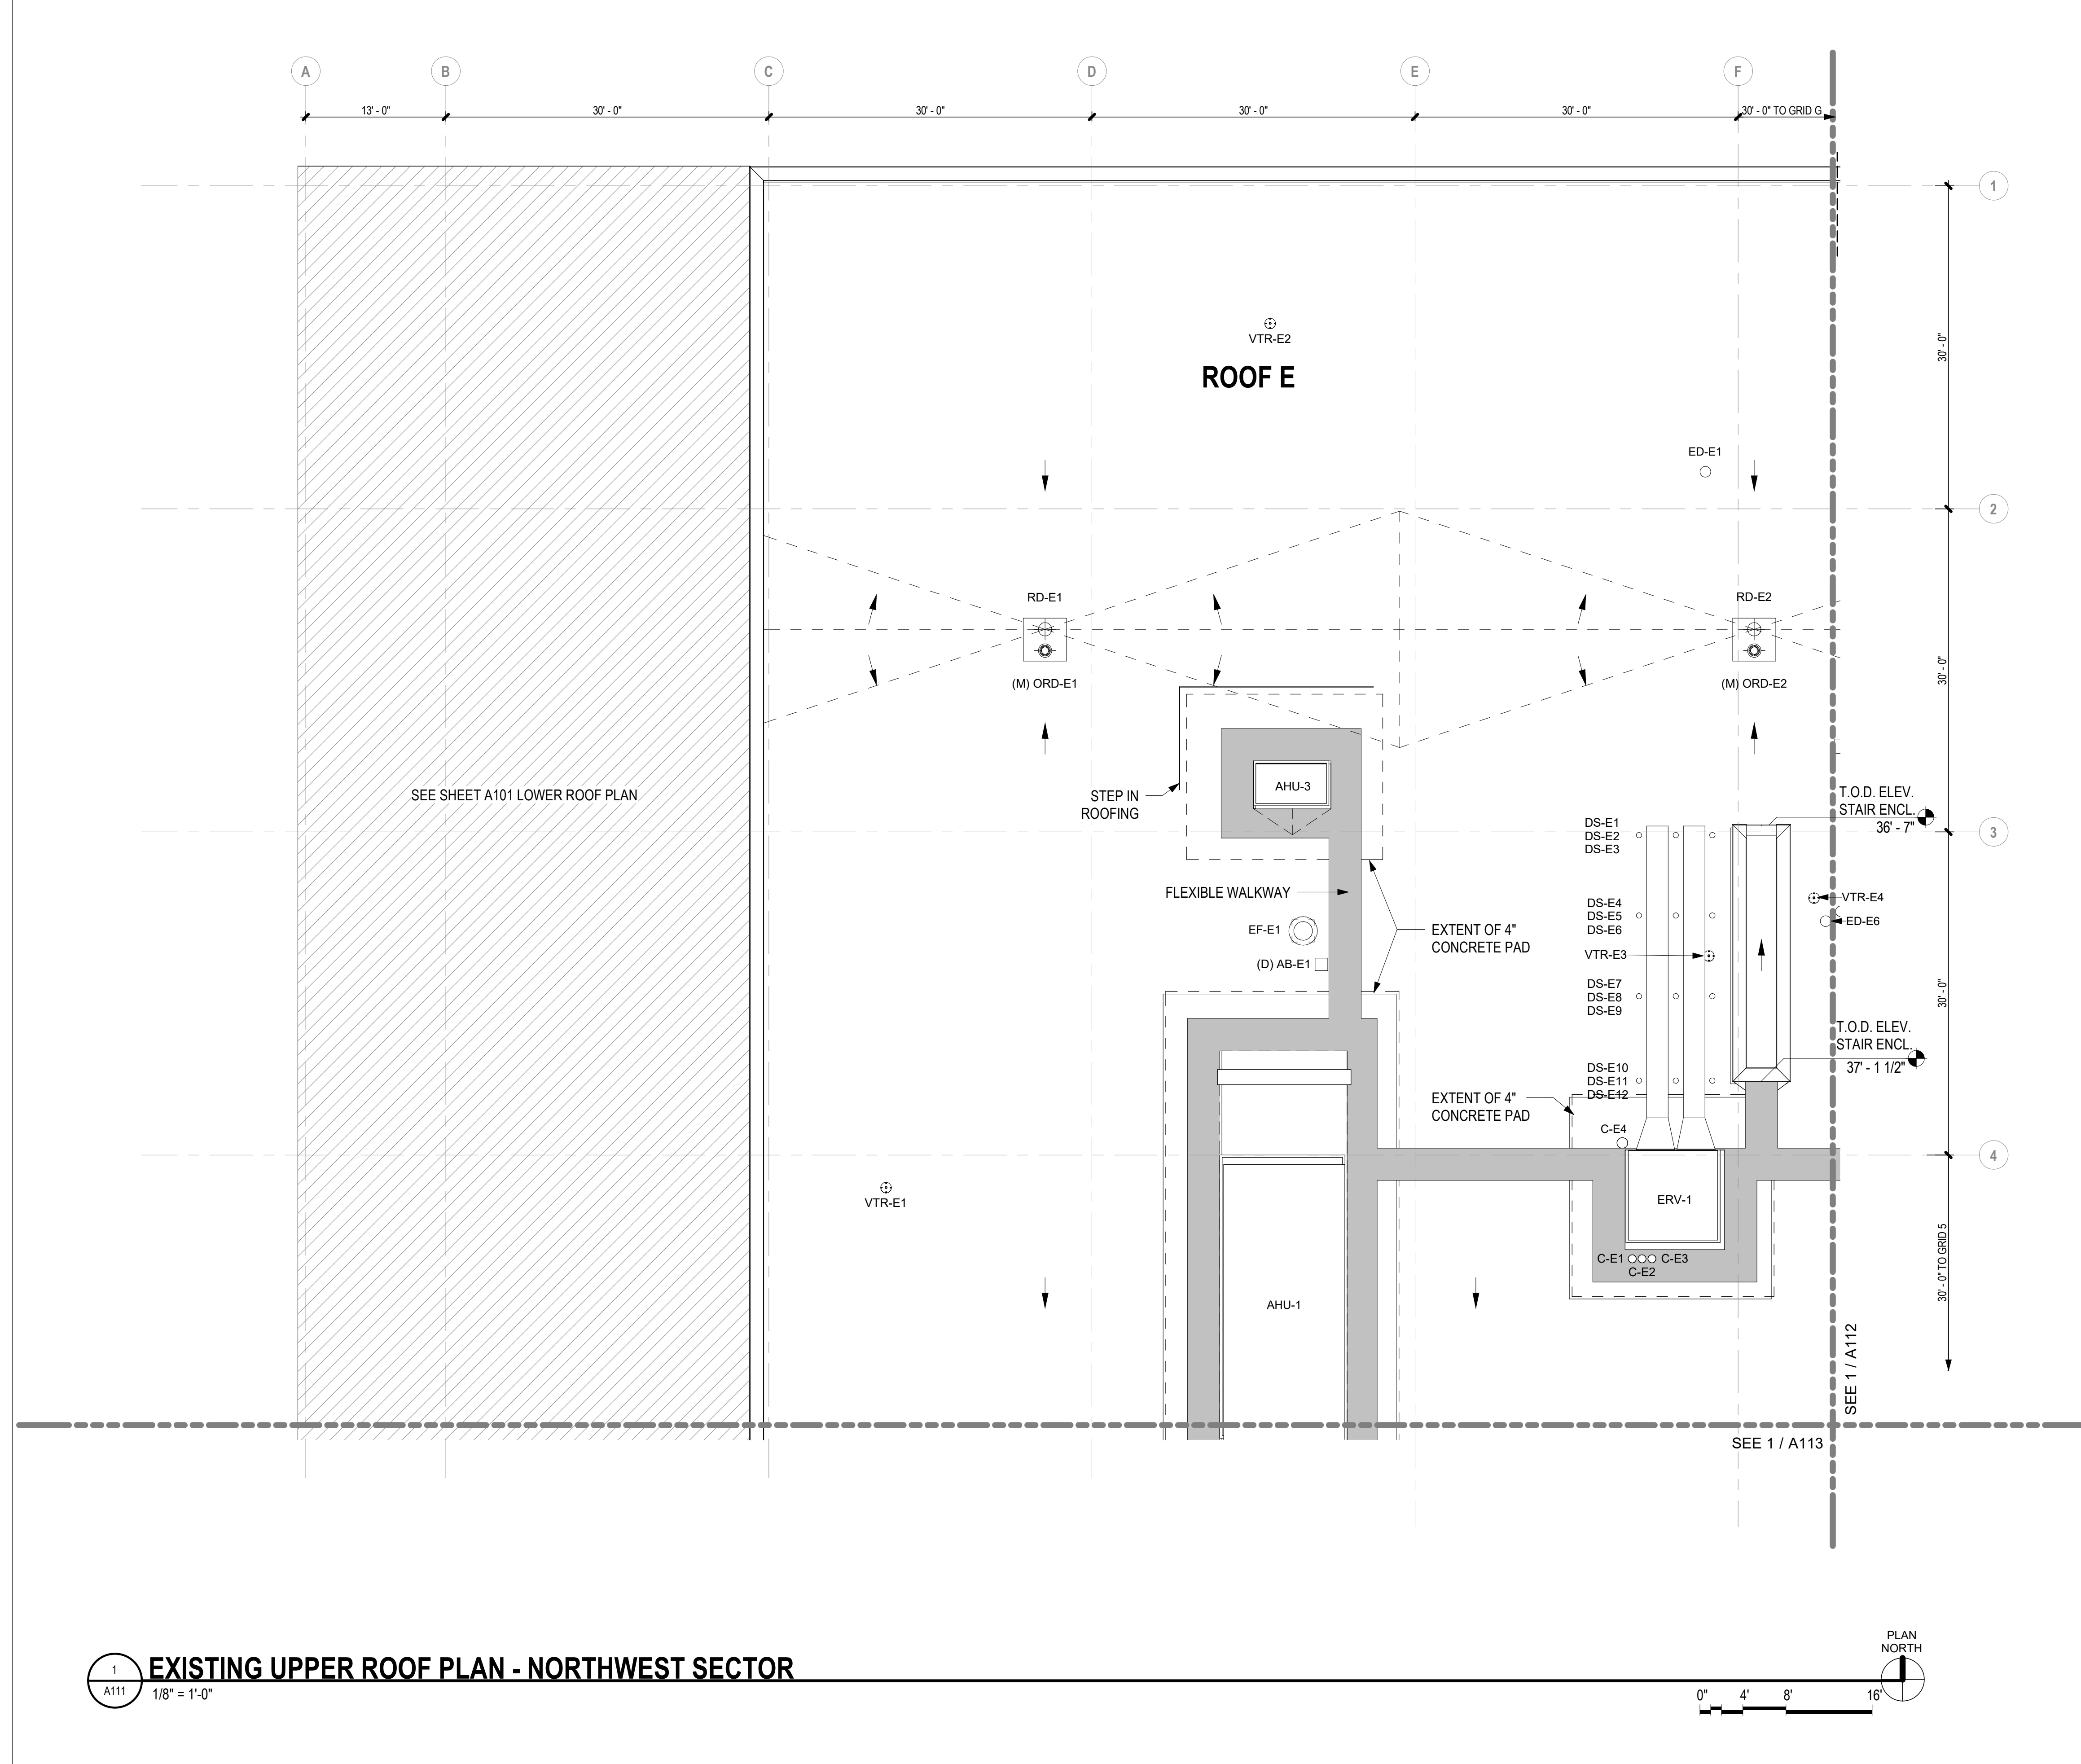 A B C D E F
13' - 0" 30' - 0" 30' - 0" 30' - 0" 30' - 0" 30' - 0" TO GRID G
1
30' - 0"
VTR-E2
ROOF E
ED-E1
2
RD-E1
RD-E2
30' - 0"
(M) ORD-E1
(M) ORD-E2
SEE SHEET A101 LOWER ROOF PLAN
STEP IN
ROOFING
AHU-3
T.O.D. ELEV.
STAIR ENCL.
36' - 7"
DS-E1
DS-E2
DS-E3
3
FLEXIBLE WALKWAY
DS-E4
DS-E5
DS-E6
VTR-E4
ED-E6
EF-E1
EXTENT OF 4"
CONCRETE PAD
VTR-E3
(D) AB-E1
DS-E7
DS-E8
DS-E9
30' - 0"
T.O.D. ELEV.
STAIR ENCL.
37' - 1 1/2"
DS-E10
DS-E11
DS-E12
EXTENT OF 4"
CONCRETE PAD
C-E4
4
VTR-E1
ERV-1
C-E1 C-E3
C-E2
30' - 0" TO GRID 5
AHU-1
SEE 1 / A112
SEE 1 / A113
PLAN
NORTH
1
A111
EXISTING UPPER ROOF PLAN - NORTHWEST SECTOR
1/8" = 1'-0"
0" 4' 8' 16'